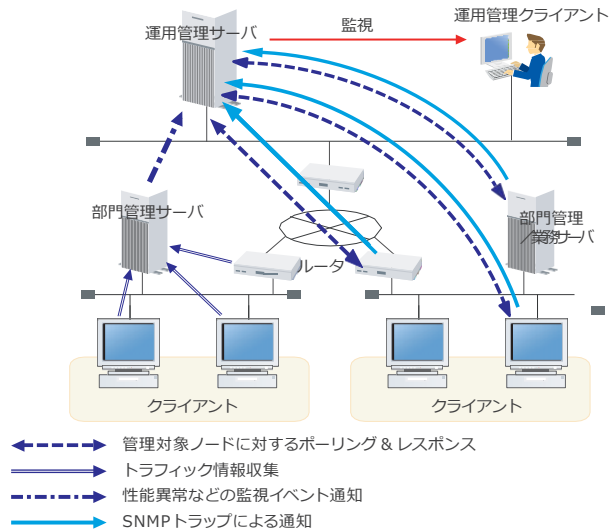 運用管理サーバ
監視
運用管理クライアント
部門管理サーバ
部門管理
／業務サーバ
ルータ
クライアント
クライアント
管理対象ノードに対するポーリング & レスポンス
トラフィック情報収集
性能異常などの監視イベント通知
SNMPトラップによる通知